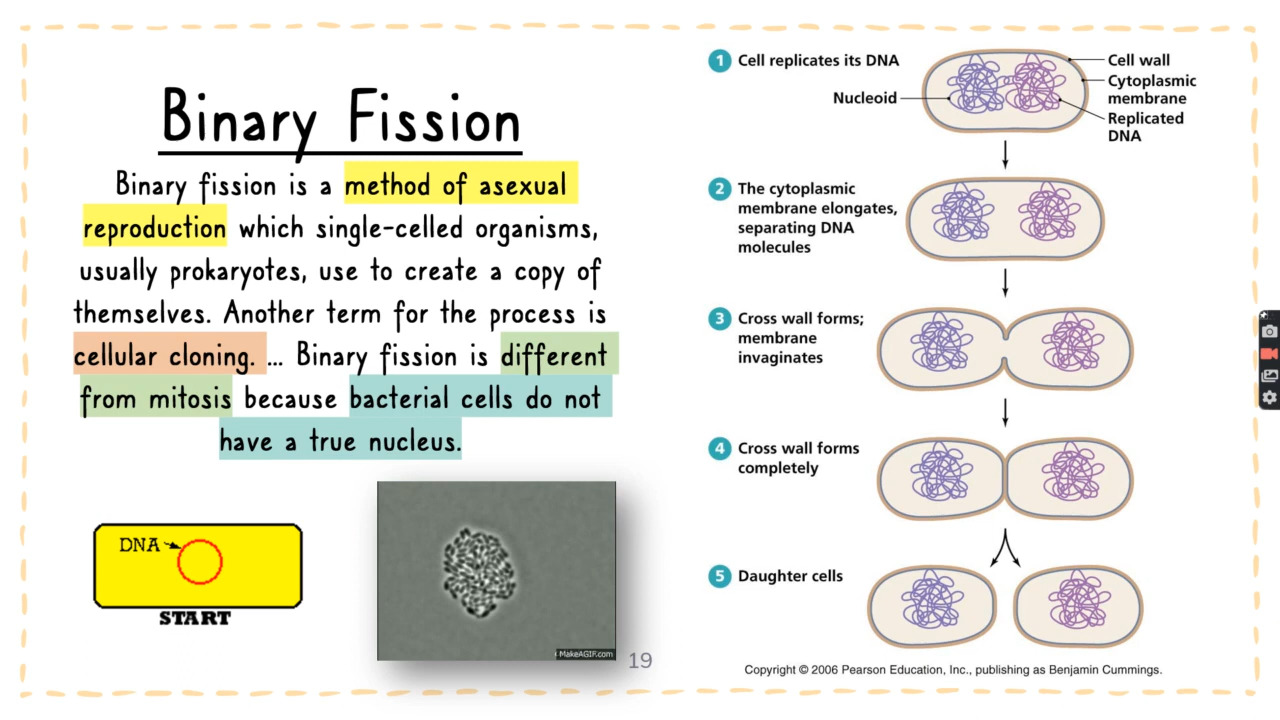 Binary Fission
Binary fission is a method of asexual
reproduction which single-celled organisms,
usually prokaryotes, use to create a copy of
themselves. Another term for the process is
cellular cloning. ... Binary fission is different
from mitosis because bacterial cells do not
have a true nucleus.
DNA
START
MakeAGIF.com
19
1 Cell replicates its DNA
Nucleoid
Cell wall
Cytoplasmic
membrane
Replicated
DNA
2 The cytoplasmic
membrane elongates,
separating DNA
molecules
3 Cross wall forms;
membrane
invaginates
4 Cross wall forms
completely
5 Daughter cells
Copyright © 2006 Pearson Education, Inc., publishing as Benjamin Cummings.